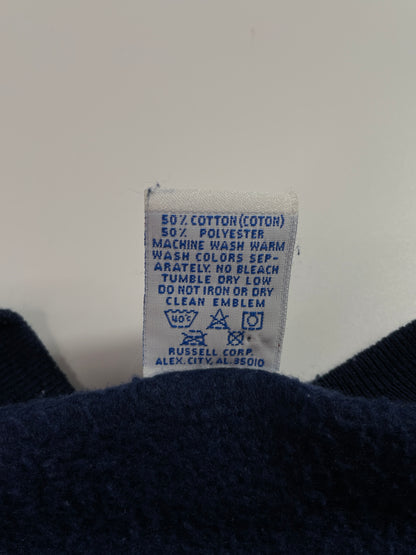 50% COTTON (COTON)
50% POLYESTER
MACHINE WASH WARM
WASH COLORS SEP-
ARATELY. NO BLEACH
TUMBLE DRY LOW
DO NOT IRON OR DRY
CLEAN EMBLEM
40°C
RUSSELL CORP.
ALEX. CITY, AL. 35010